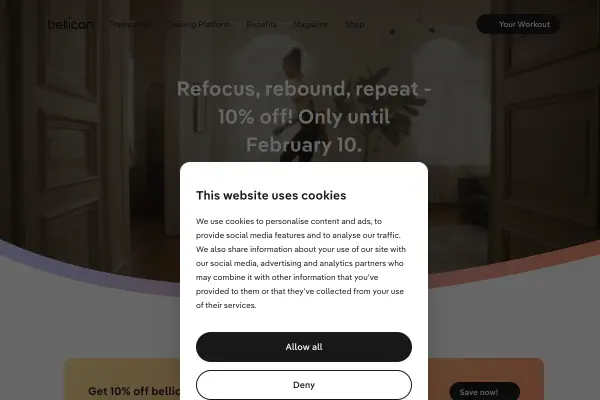 bellicon Trampoline Training Platform Benefits Magazine Shop Your Workout
Refocus, rebound, repeat -
10% off! Only until
February 10.
This website uses cookies
We use cookies to personalise content and ads, to
provide social media features and to analyse our traffic.
We also share information about your use of our site with
our social media, advertising and analytics partners who
may combine it with other information that you've
provided to them or that they've collected from your use
of their services.
Allow all
Deny
Get 10% off bellic
Save now!